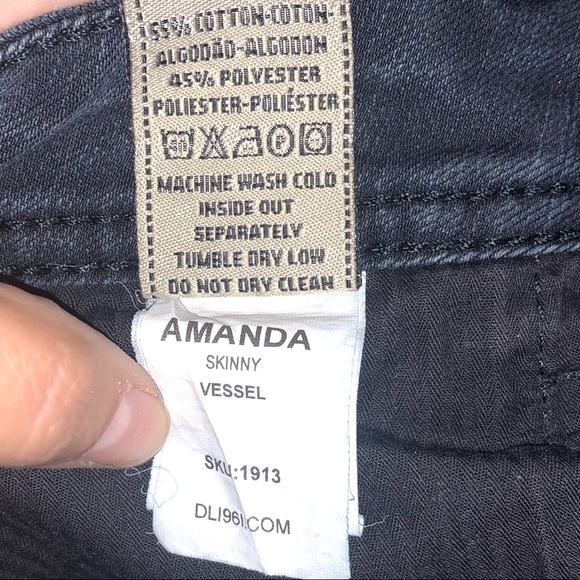 55% COTTON-COTON-
ALGODÃO-ALGODON
45% POLYESTER
POLIESTER-POLIÉSTER
MACHINE WASH COLD
INSIDE OUT
SEPARATELY
TUMBLE DRY LOW
DO NOT DRY CLEAN
AMANDA
SKINNY
VESSEL
SKU:1913
DL1961.COM